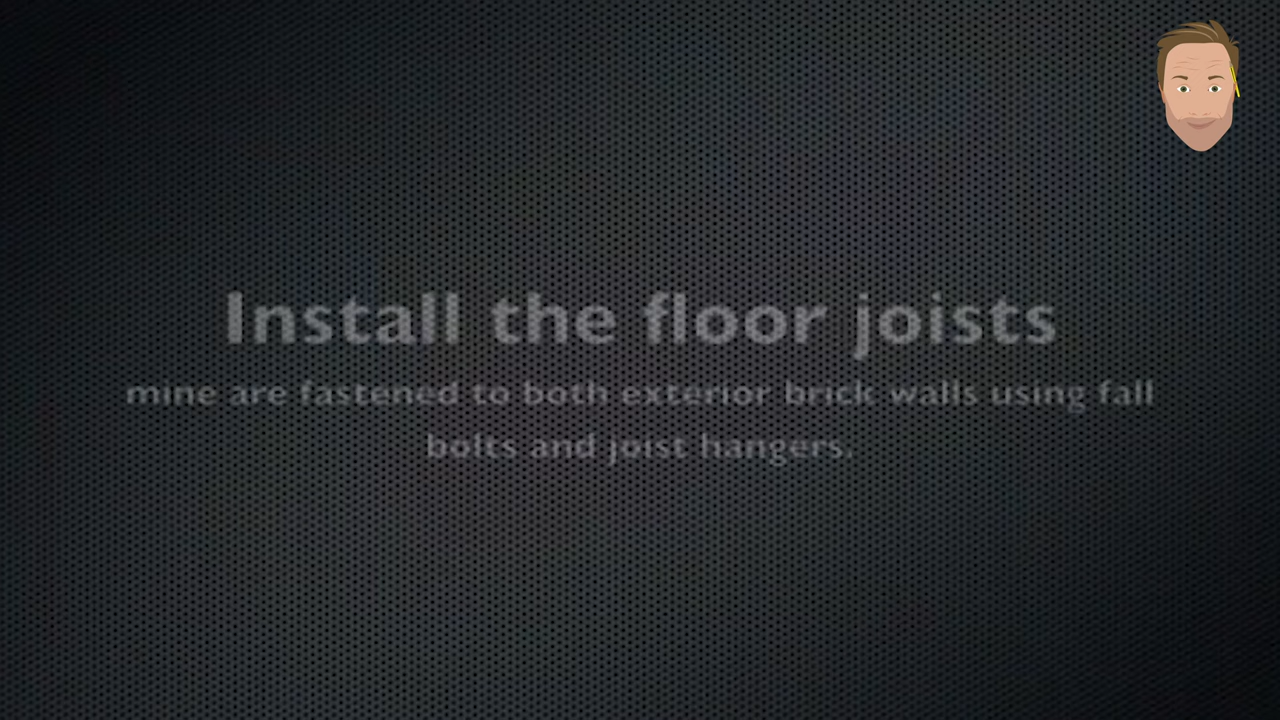 Install the floor joists
mine are fastened to both exterior brick walls using fall
bolts and joist hangers.